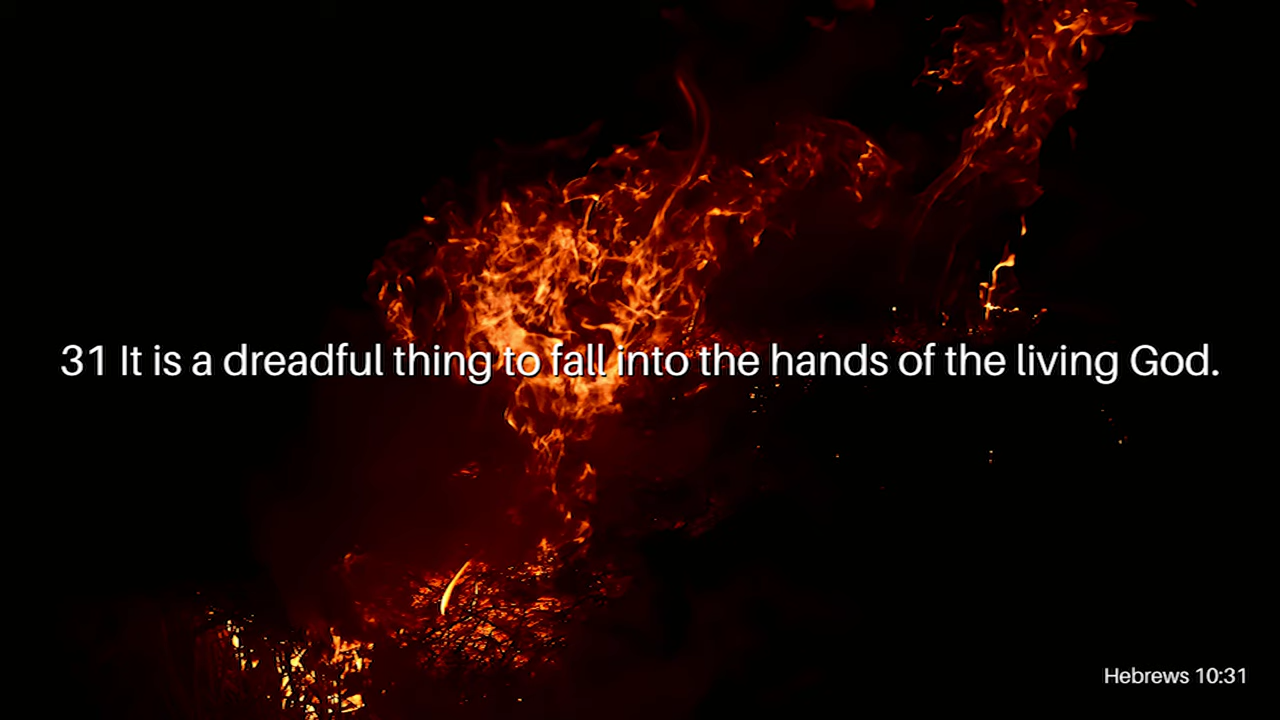 31 It is a dreadful thing to fall into the hands of the living God.
Hebrews 10:31